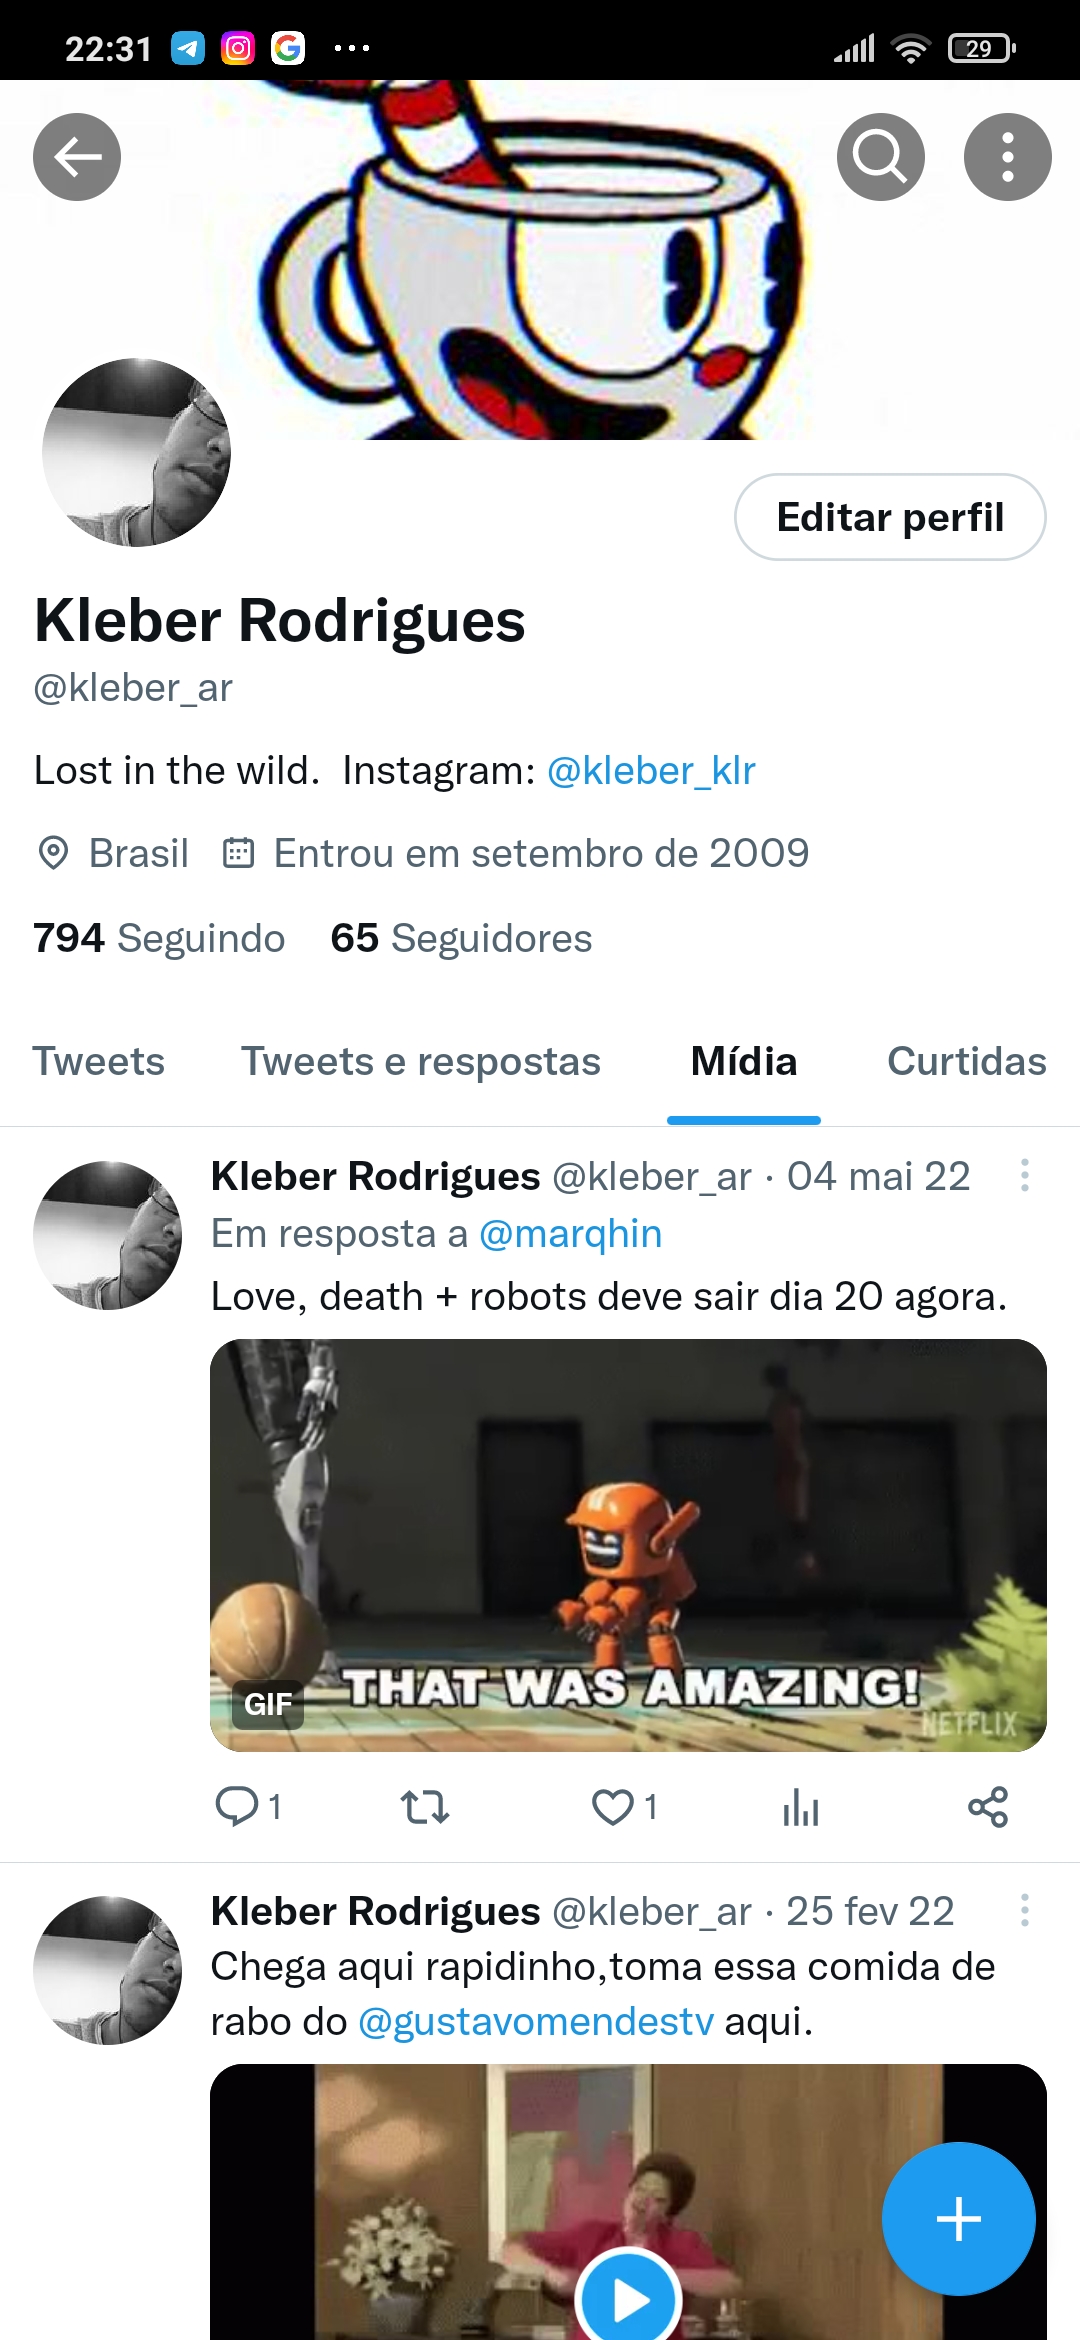 22:31
29
Editar perfil
Kleber Rodrigues
@kleber_ar
Lost in the wild.  Instagram: @kleber_klr
Brasil Entrou em setembro de 2009
794 Seguindo 65 Seguidores
Tweets Tweets e respostas Mídia Curtidas
Kleber Rodrigues @kleber_ar · 04 mai 22
Em resposta a @marqhin
Love, death + robots deve sair dia 20 agora.
THAT WAS AMAZING!
GIF
NETFLIX
1 1
Kleber Rodrigues @kleber_ar · 25 fev 22
Chega aqui rapidinho,toma essa comida de
rabo do @gustavomendestv aqui.